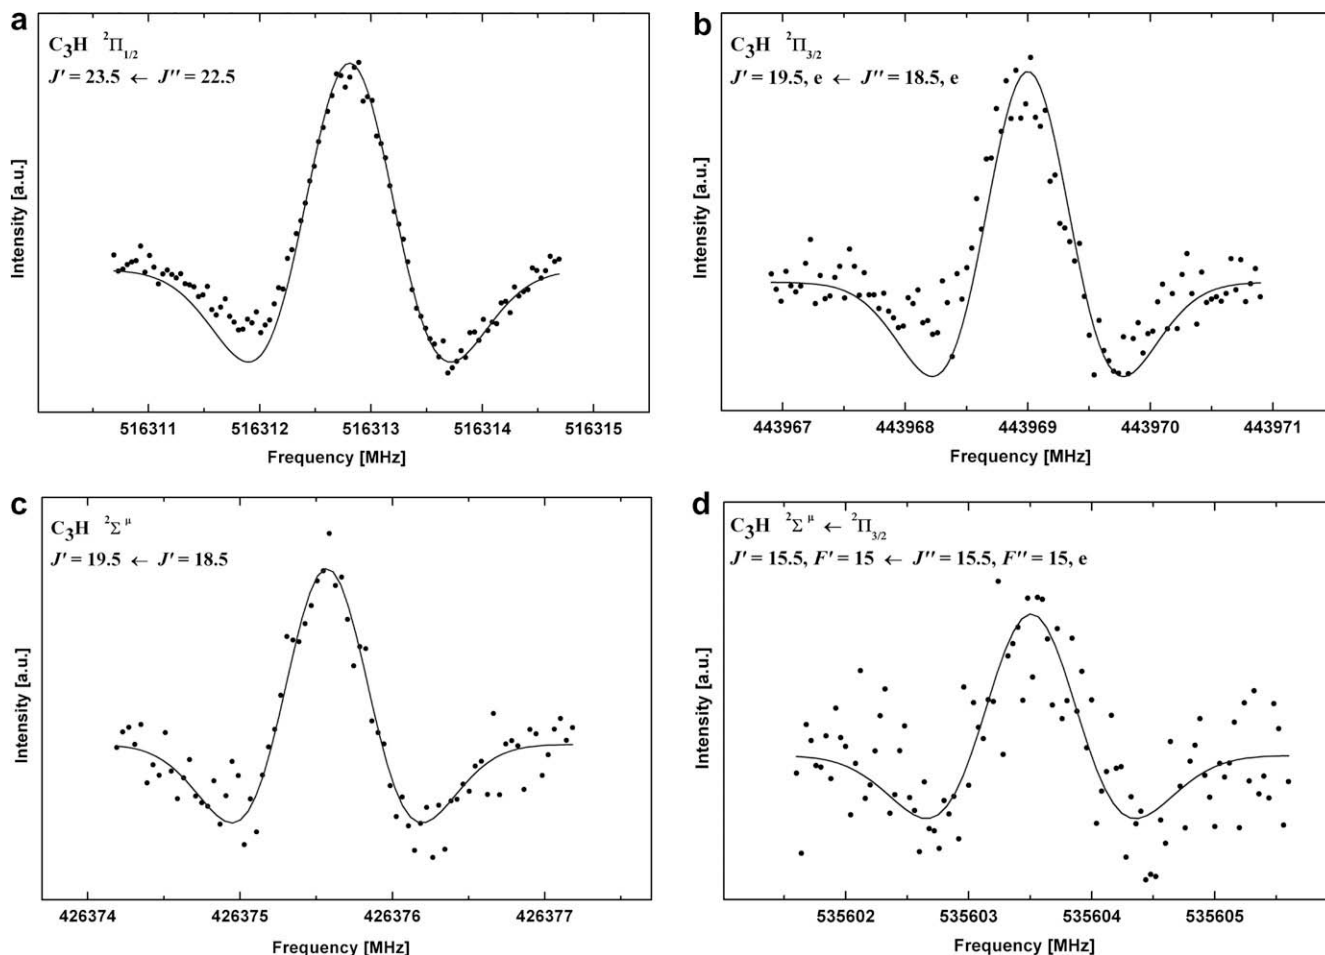 a
C₃H ²Π₁/₂
J' = 23.5 ← J'' = 22.5
Intensity [a.u.]
516311 516312 516313 516314 516315
Frequency [MHz]
b
C₃H ²Π₃/₂
J' = 19.5, e ← J'' = 18.5, e
Intensity [a.u.]
443967 443968 443969 443970 443971
Frequency [MHz]
c
C₃H ²Σ^μ
J' = 19.5 ← J' = 18.5
Intensity [a.u.]
426374 426375 426376 426377
Frequency [MHz]
d
C₃H ²Σ^μ ← ²Π₃/₂
J' = 15.5, F' = 15 ← J'' = 15.5, F'' = 15, e
Intensity [a.u.]
535602 535603 535604 535605
Frequency [MHz]